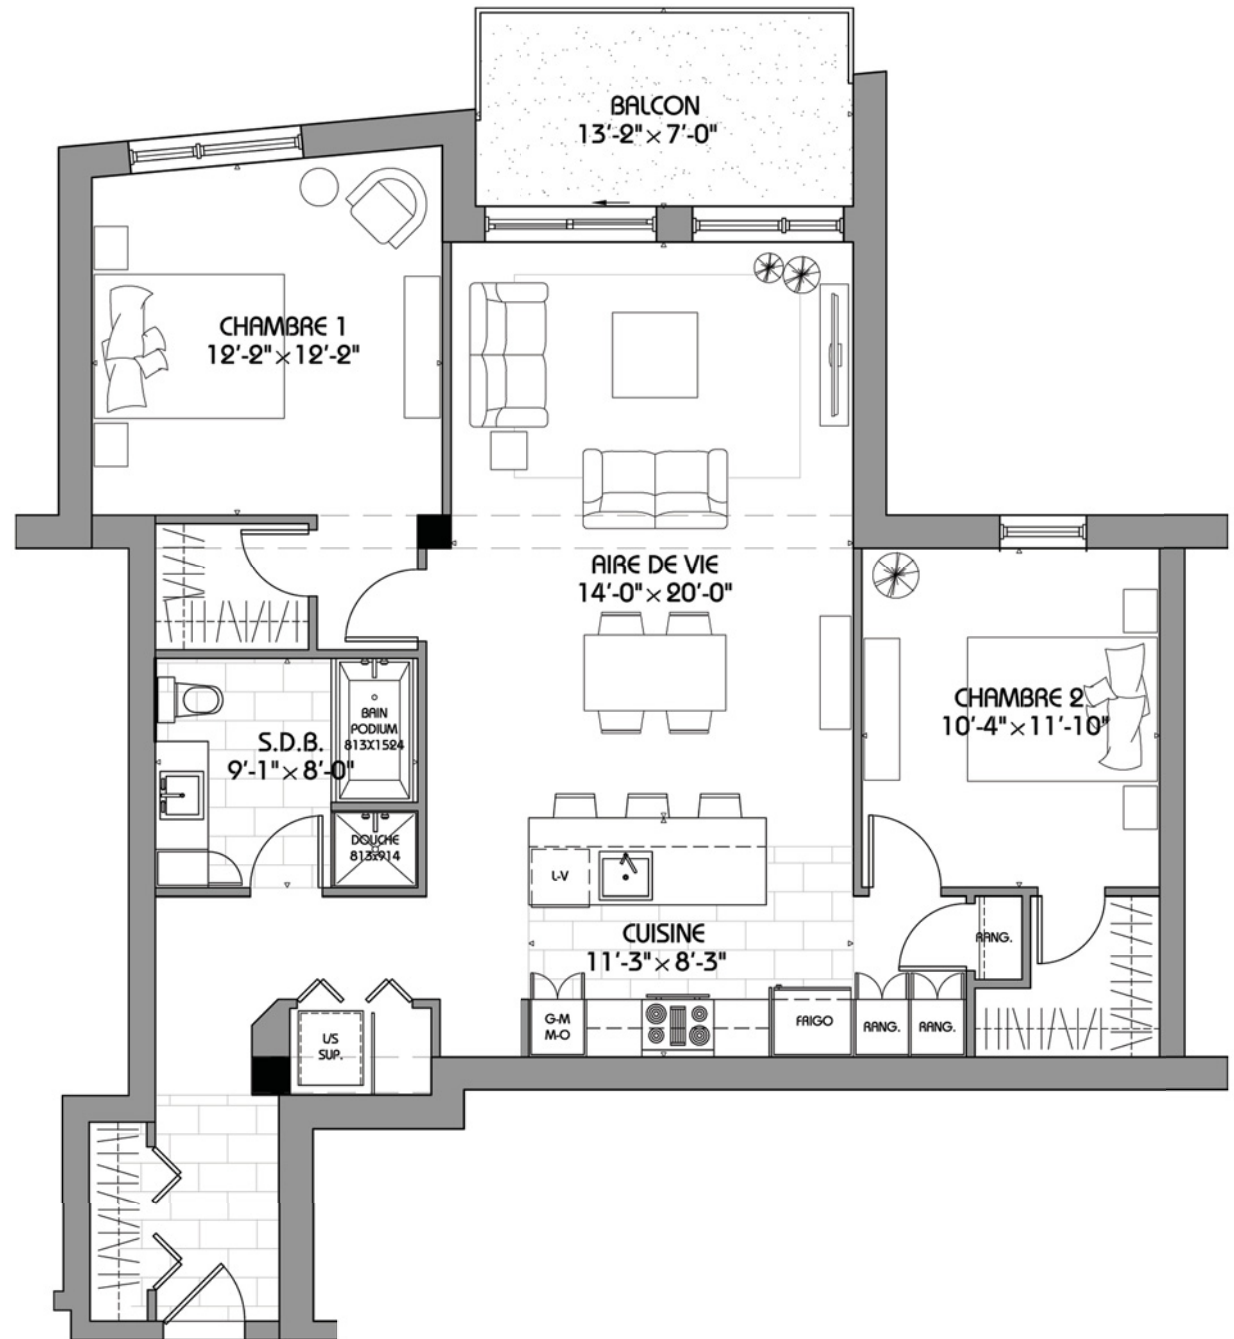 BALCON
13'-2" × 7'-0"
CHAMBRE 1
12'-2" × 12'-2"
AIRE DE VIE
14'-0" × 20'-0"
CHAMBRE 2
10'-4" × 11'-10"
BAIN
PODIUM
813X1524
S.D.B.
9'-1" × 8'-0"
DOUCHE
813x914
L-V
CUISINE
11'-3" × 8'-3"
RANG.
G-M
M-O
FRIGO
RANG.
RANG.
L/S
SUP.